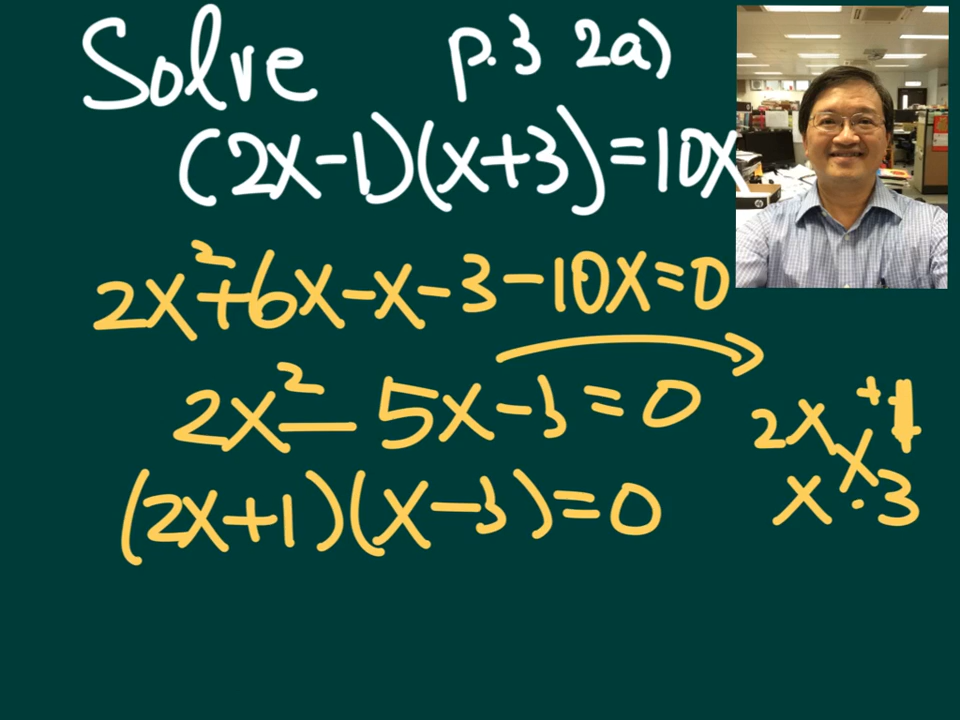 Solve p.3 2a)
(2x-1)(x+3)=10x
2x²+6x-x-3-10x=0
2x²-5x-3=0
2x +1
x -3
(2x+1)(x-3)=0